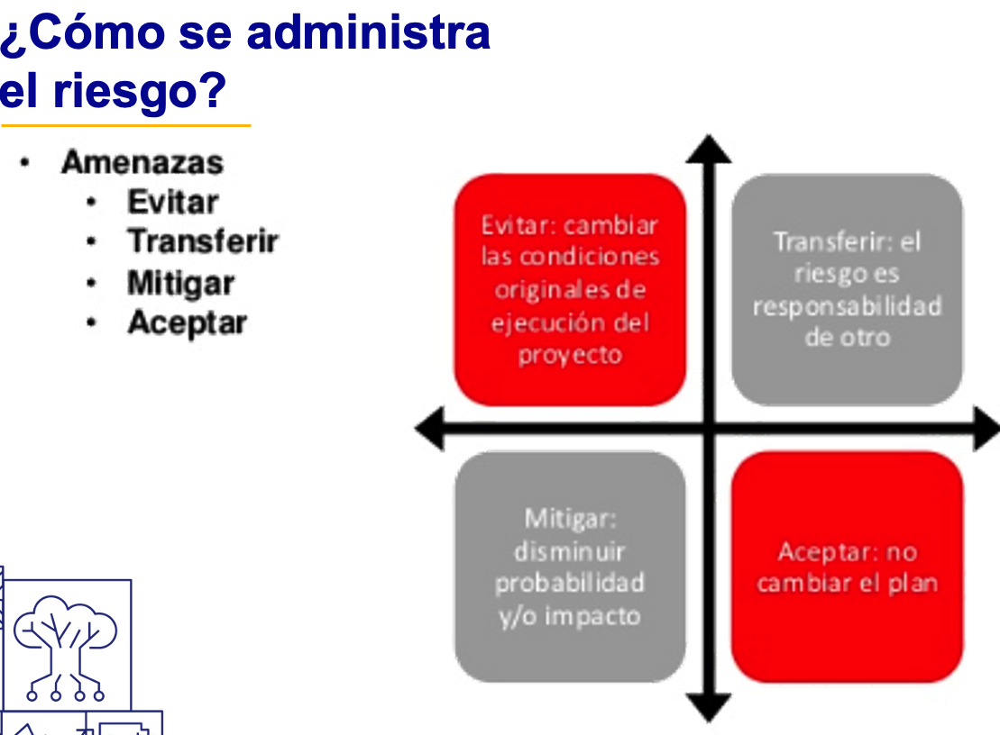 ¿Cómo se administra
el riesgo?
• Amenazas
• Evitar
• Transferir
• Mitigar
• Aceptar
Evitar: cambiar
las condiciones
originales de
ejecución del
proyecto
Transferir: el
riesgo es
responsabilidad
de otro
Mitigar:
disminuir
probabilidad
y/o impacto
Aceptar: no
cambiar el plan